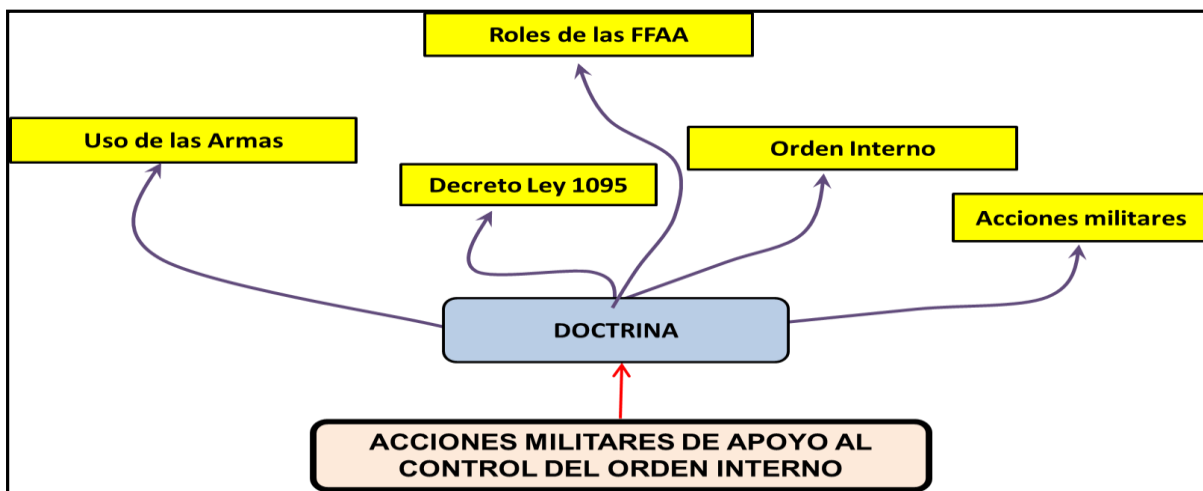 Roles de las FFAA
Uso de las Armas
Orden Interno
Decreto Ley 1095
Acciones militares
DOCTRINA
ACCIONES MILITARES DE APOYO AL
CONTROL DEL ORDEN INTERNO